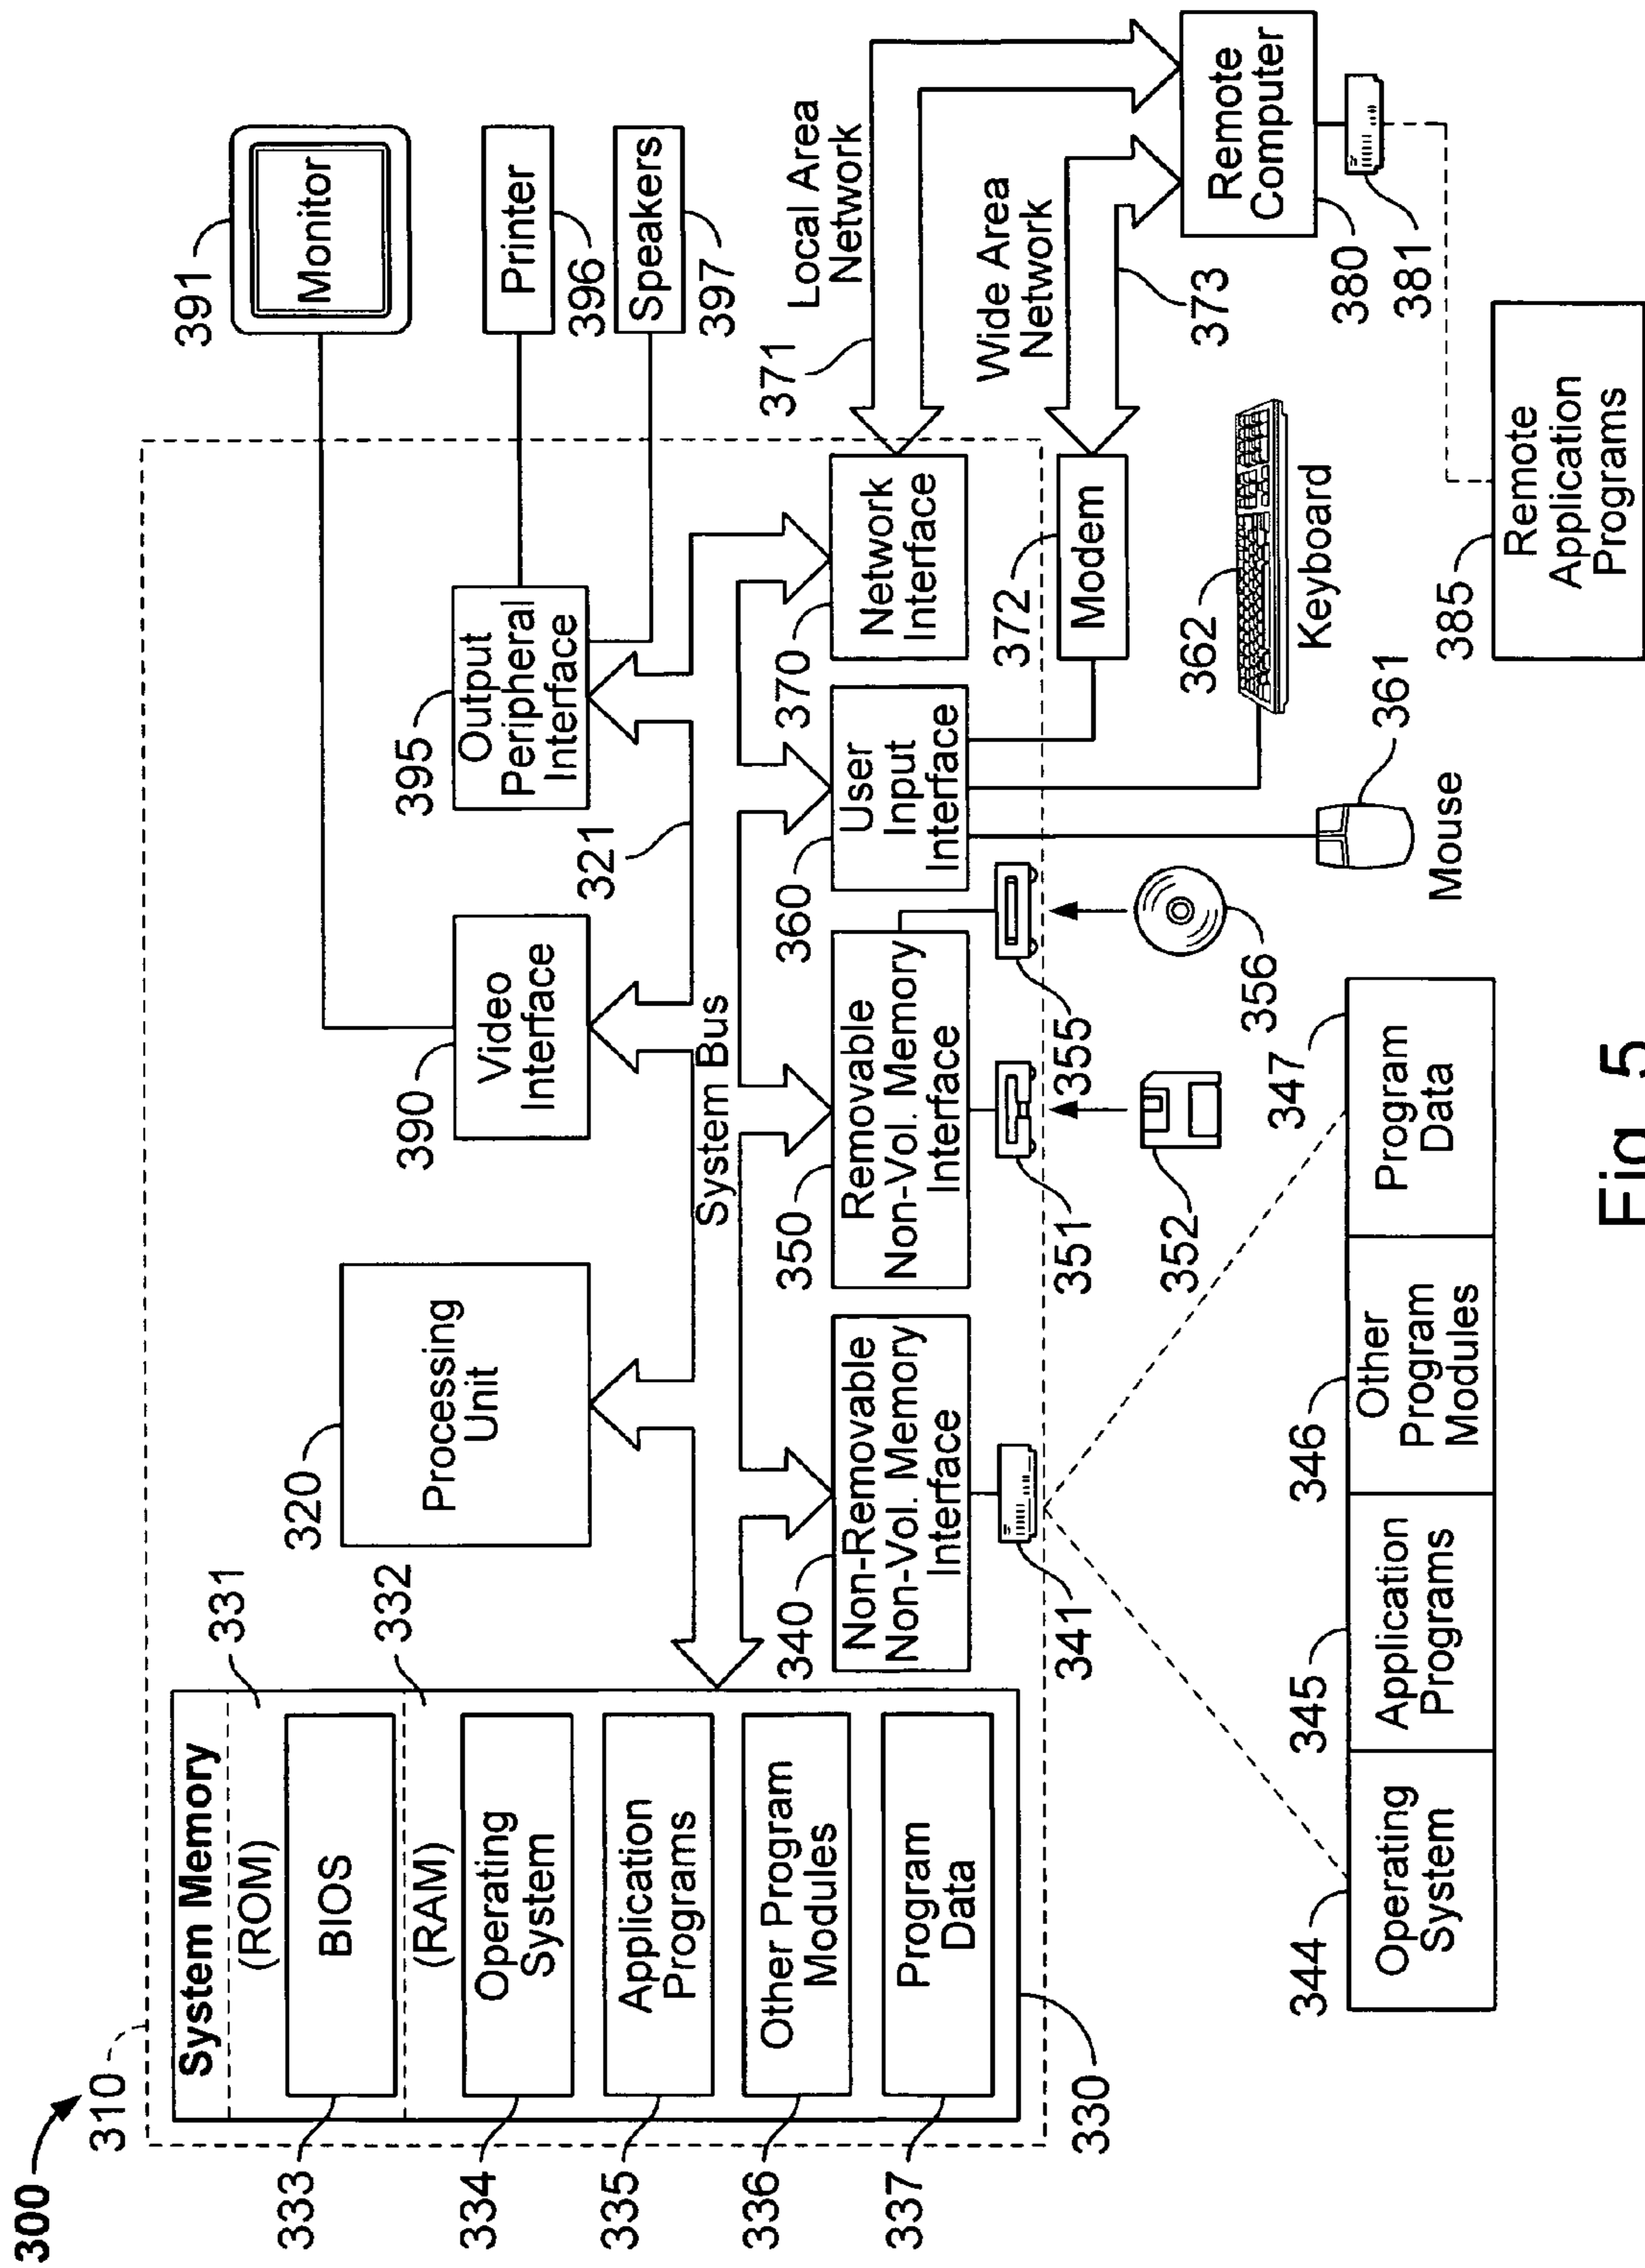 300
310
System Memory
(ROM)
331
BIOS
333
(RAM)
332
Operating
System
334
Application
Programs
335
Other Program
Modules
336
Program
Data
337
330
320
Processing
Unit
390
Video
Interface
395
Output
Peripheral
Interface
391
Monitor
Printer
396
Speakers
397
System Bus
321
340
Non-Removable
Non-Vol. Memory
Interface
341
350
Removable
Non-Vol. Memory
Interface
351
355
352
356
360
User
Input
Interface
370
Network
Interface
371
Local Area
Network
Wide Area
Network
372
Modem
373
Remote
Computer
380
381
362
Keyboard
361
Mouse
385
Remote
Application
Programs
344
Operating
System
345
Application
Programs
346
Other
Program
Modules
347
Program
Data
Fig. 5